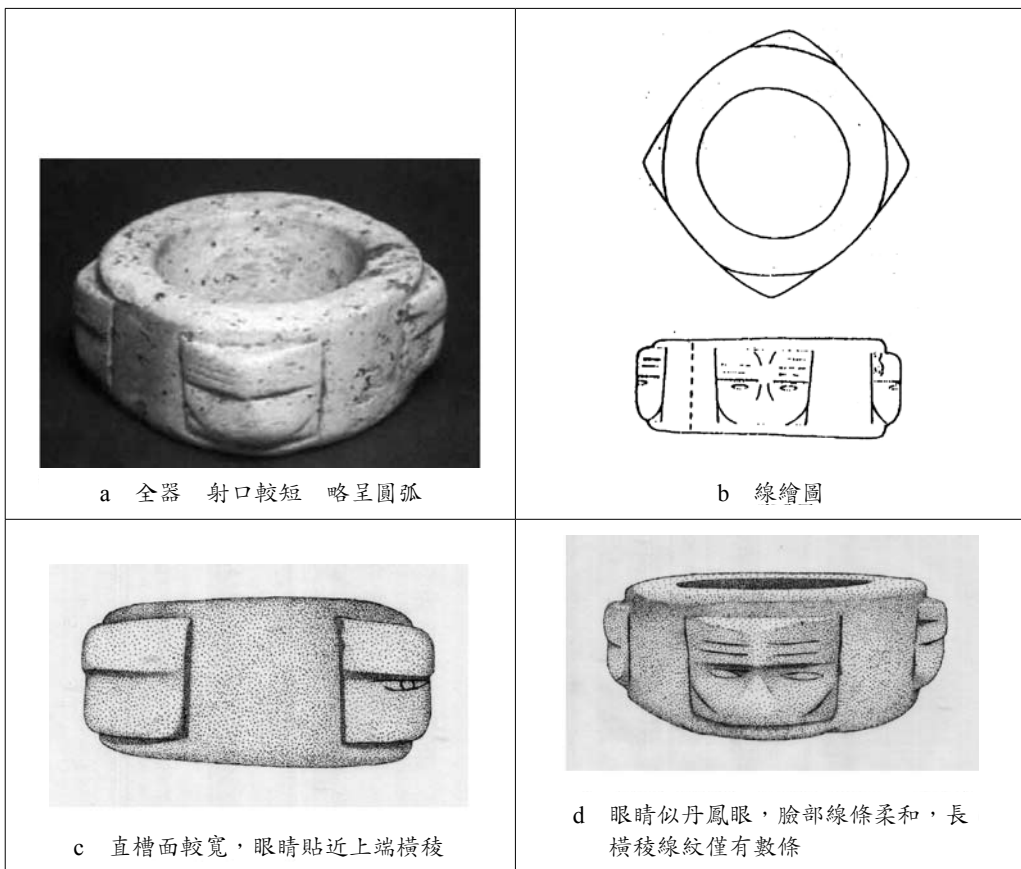 a 全器 射口較短 略呈圓弧
b 線繪圖
c 直槽面較寬，眼睛貼近上端橫稜
d 眼睛似丹鳳眼，臉部線條柔和，長
橫稜線紋僅有數條